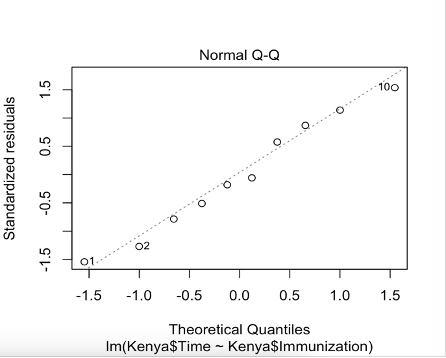 Normal Q-Q
Standardized residuals
1.5
0.5
-0.5
-1.5
10
2
1
-1.5 -1.0 -0.5 0.0 0.5 1.0 1.5
Theoretical Quantiles
lm(Kenya$Time ~ Kenya$Immunization)